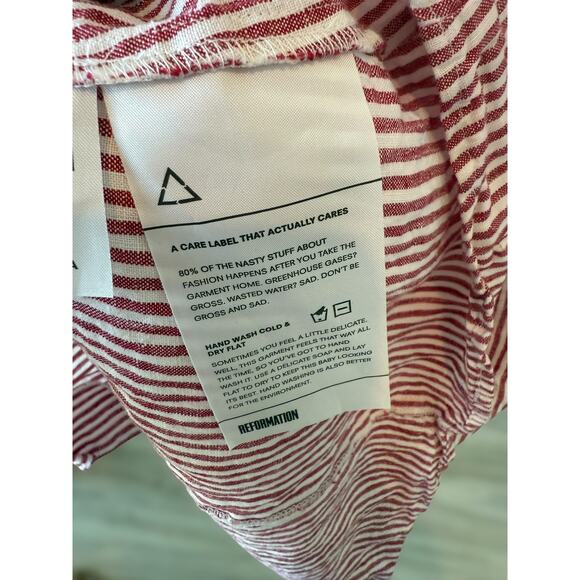 A CARE LABEL THAT ACTUALLY CARES
80% OF THE NASTY STUFF ABOUT
FASHION HAPPENS AFTER YOU TAKE THE
GARMENT HOME. GREENHOUSE GASES?
GROSS. WASTED WATER? SAD. DON'T BE
GROSS AND SAD.
HAND WASH COLD &
DRY FLAT
SOMETIMES YOU FEEL A LITTLE DELICATE.
WELL, THIS GARMENT FEELS THAT WAY ALL
THE TIME, SO YOU'VE GOT TO HAND
WASH IT. USE A DELICATE SOAP AND LAY
FLAT TO DRY TO KEEP THIS BABY LOOKING
ITS BEST. HAND WASHING IS ALSO BETTER
FOR THE ENVIRONMENT.
REFORMATION